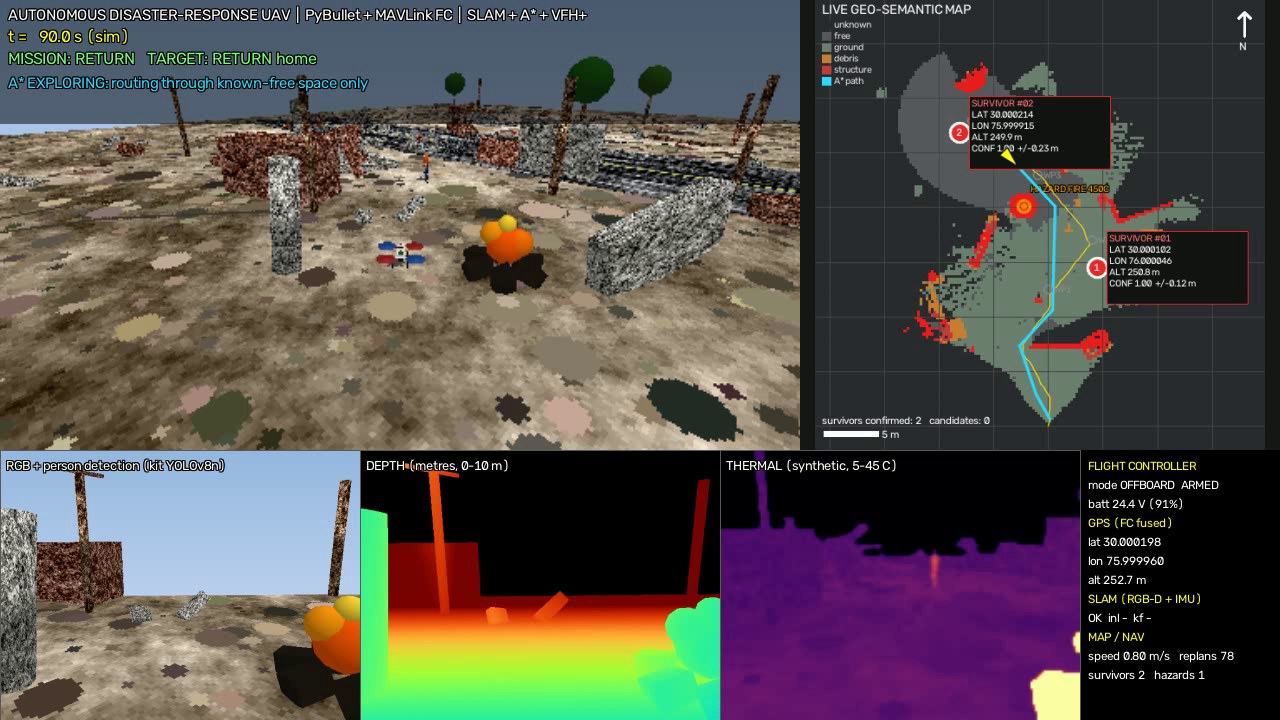 AUTONOMOUS DISASTER-RESPONSE UAV | PyBullet + MAVLink FC | SLAM + A* + VFH+
t = 90.0 s (sim)
MISSION: RETURN TARGET: RETURN home
A* EXPLORING: routing through known-free space only
LIVE GEO-SEMANTIC MAP
unknown
free
ground
debris
structure
A* path
N
SURVIVOR #02
LAT 30.000214
LON 75.999915
ALT 249.9 m
CONF 1.00 +/-0.23 m
2
WP3
HAZARD FIRE 450C
SURVIVOR #01
LAT 30.000102
LON 76.000046
ALT 250.8 m
CONF 1.00 +/-0.12 m
1
survivors confirmed: 2 candidates: 0
5 m
RGB + person detection (kit YOLOv8n)
DEPTH (metres, 0-10 m)
THERMAL (synthetic, 5-45 C)
FLIGHT CONTROLLER
mode OFFBOARD ARMED
batt 24.4 V (91%)
GPS (FC fused)
lat 30.000198
lon 75.999960
alt 252.7 m
SLAM (RGB-D + IMU)
OK inl - kf -
MAP / NAV
speed 0.80 m/s replans 78
survivors 2 hazards 1